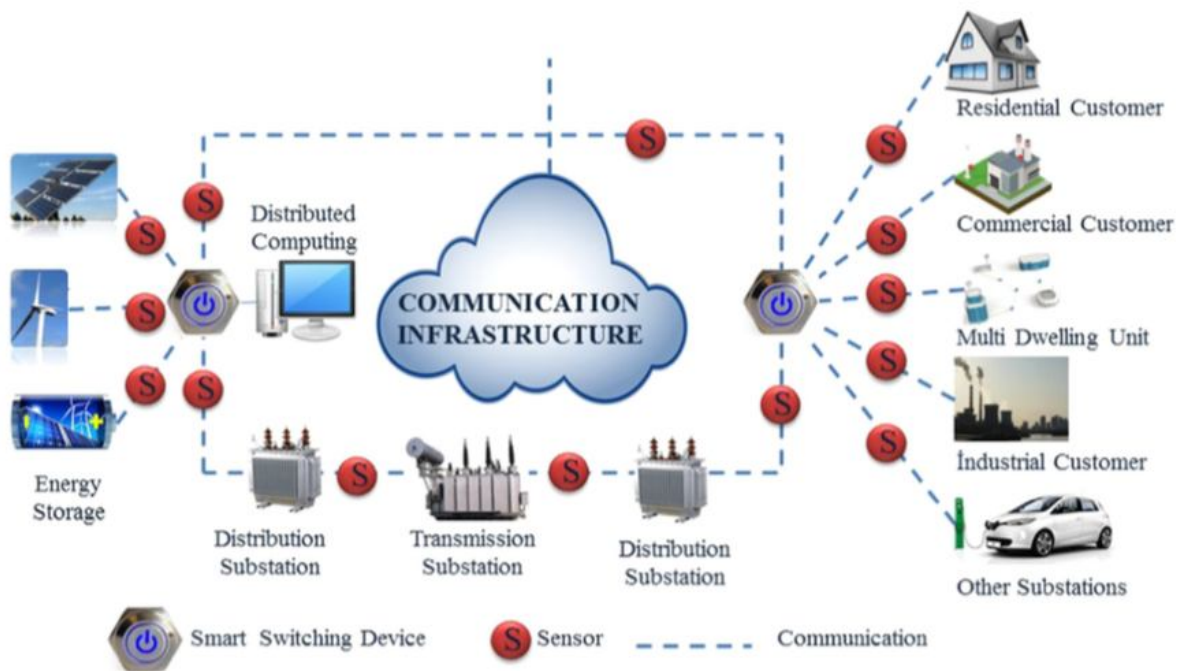 Residential Customer
S
S
S
S
Distributed
Computing
Commercial Customer
S
S
COMMUNICATION
INFRASTRUCTURE
S
S
Multi Dwelling Unit
S
S
S
S
İndustrial Customer
S
S
S
Energy
Storage
Distribution
Substation
Transmission
Substation
Distribution
Substation
Other Substations
Smart Switching Device
S
Sensor
Communication